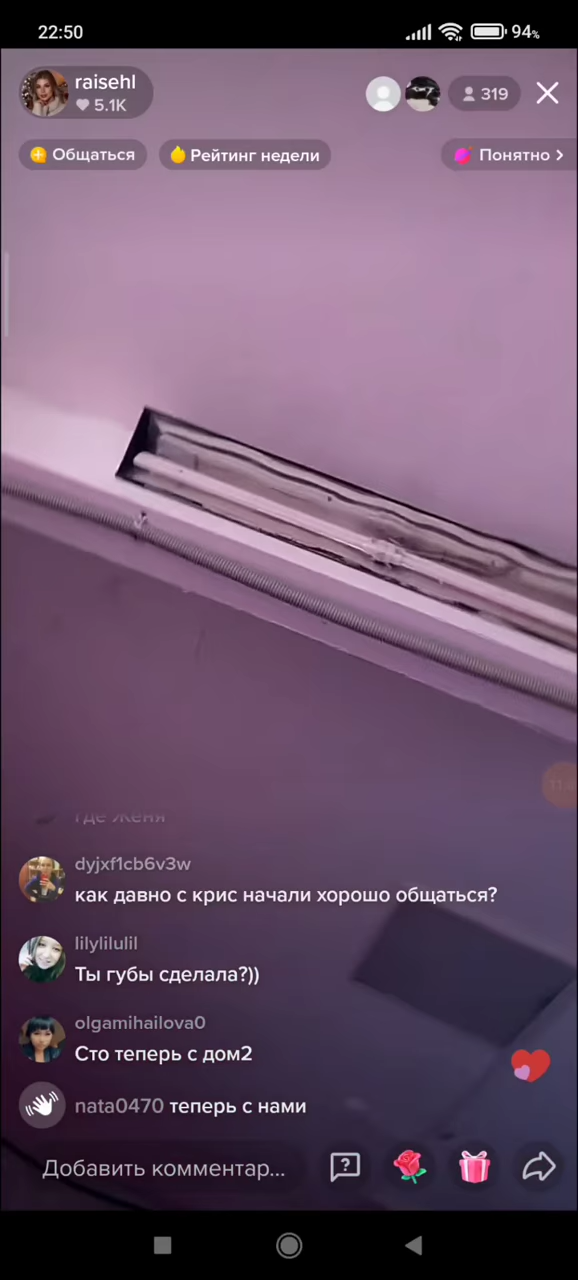 22:50
94%
raisehl
5.1K
319
Общаться
Рейтинг недели
Понятно
где Женя
dyjxf1cb6v3w
как давно с крис начали хорошо общаться?
lilylilulil
Ты губы сделала?))
olgamihailova0
Сто теперь с дом2
nata0470 теперь с нами
Добавить комментар...